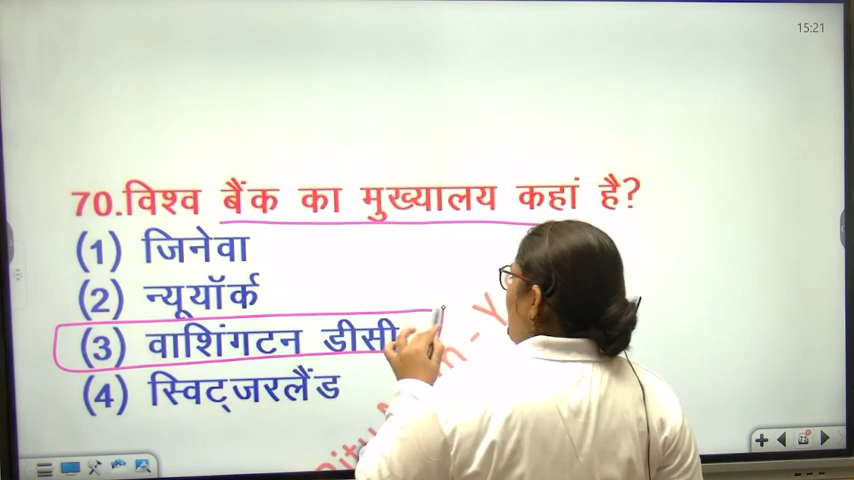 15:21
70.विश्व बैंक का मुख्यालय कहां है?
(1) जिनेवा
(2) न्यूयॉर्क
(3) वाशिंगटन डीसी
(4) स्विट्जरलैंड